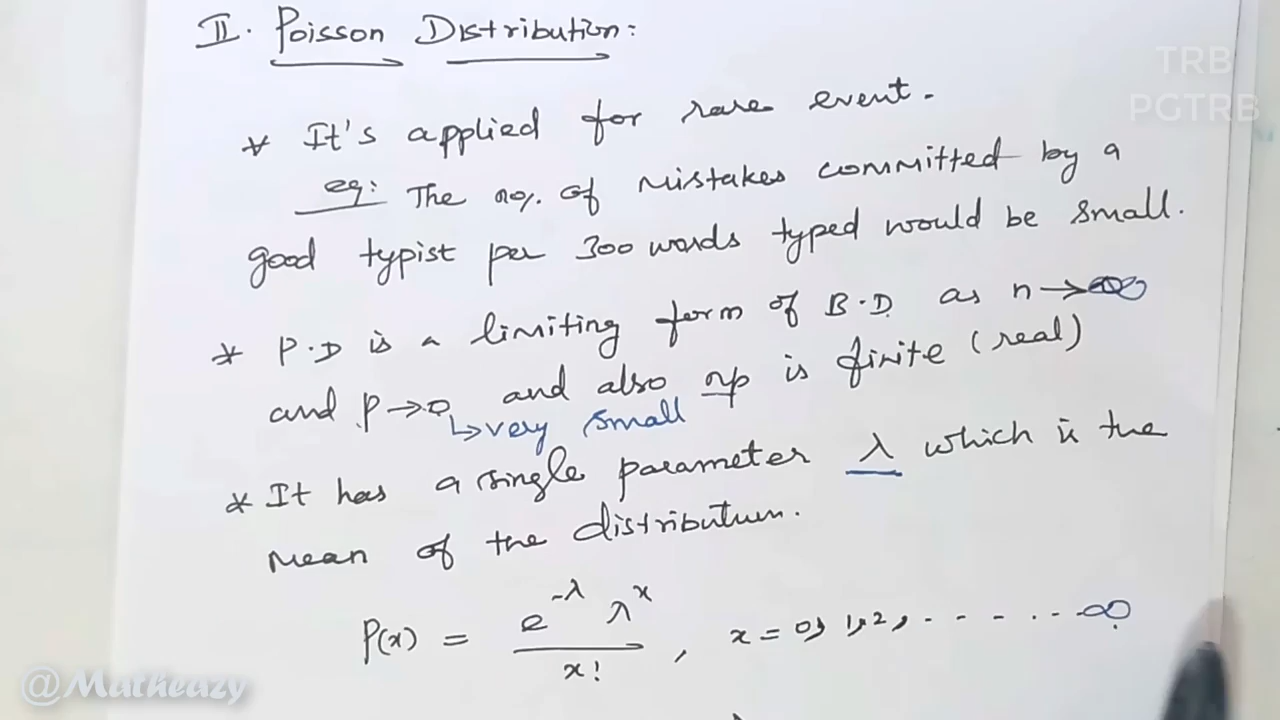 II. Poisson Distribution:
TRB
PGTRB
* It's applied for rare event.
eg: The no. of mistakes committed by a
good typist per 300 words typed would be small.
* P.D is a limiting form of B.D as n→∞
and p→0 and also np is finite (real)
↳very small
* It has a single parameter λ which is the
Mean of the distribution.
P(x) = e^{-λ} λ^x / x! , x = 0, 1, 2, - - - - - - ∞
@Matheazy